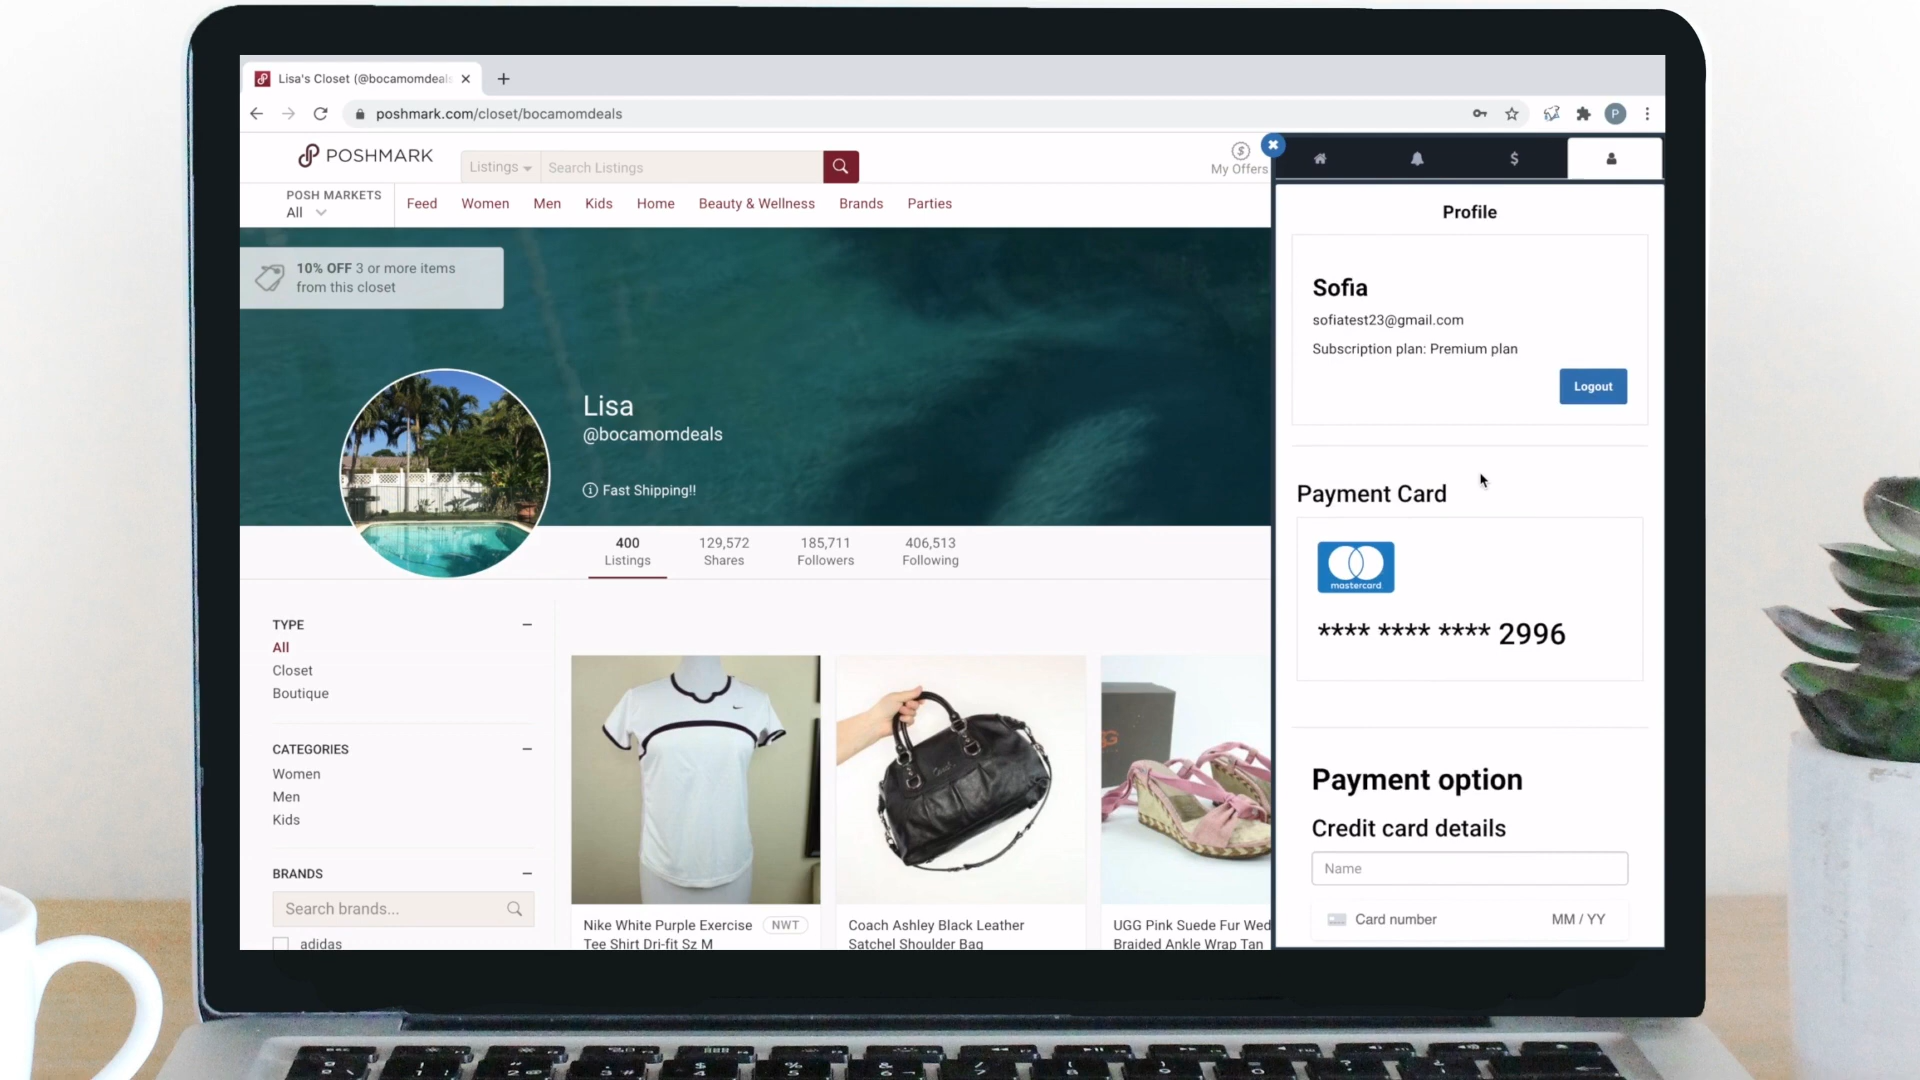 Lisa's Closet (@bocamomdeals
poshmark.com/closet/bocamomdeals
P
POSHMARK
Listings
Search Listings
$
My Offers
$
POSH MARKETS
All
Feed
Women
Men
Kids
Home
Beauty & Wellness
Brands
Parties
10% OFF 3 or more items
from this closet
Lisa
@bocamomdeals
Fast Shipping!!
400
Listings
129,572
Shares
185,711
Followers
406,513
Following
TYPE
All
Closet
Boutique
CATEGORIES
Women
Men
Kids
BRANDS
Search brands...
adidas
Nike White Purple Exercise
Tee Shirt Dri-fit Sz M
NWT
Coach Ashley Black Leather
Satchel Shoulder Bag
UGG Pink Suede Fur Wed
Braided Ankle Wrap Tan
Profile
Sofia
sofiatest23@gmail.com
Subscription plan: Premium plan
Logout
Payment Card
mastercard
**** **** **** 2996
Payment option
Credit card details
Name
Card number
MM / YY